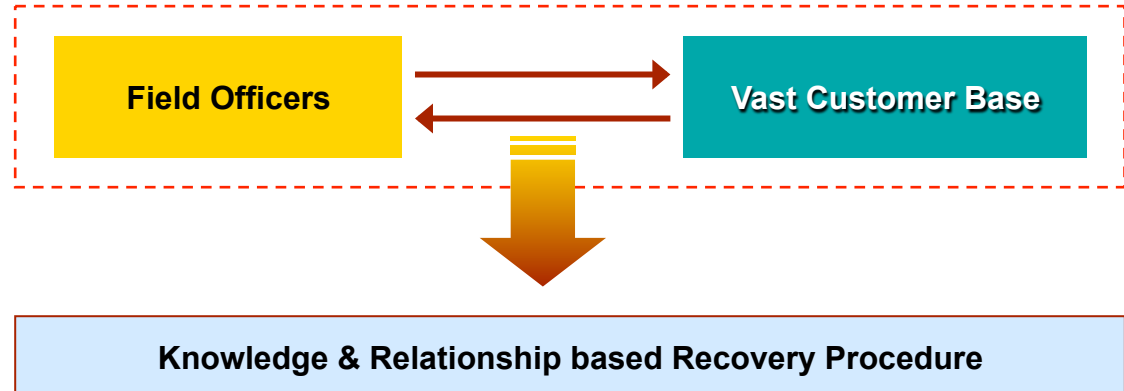 Field Officers
Vast Customer Base
Knowledge & Relationship based Recovery Procedure